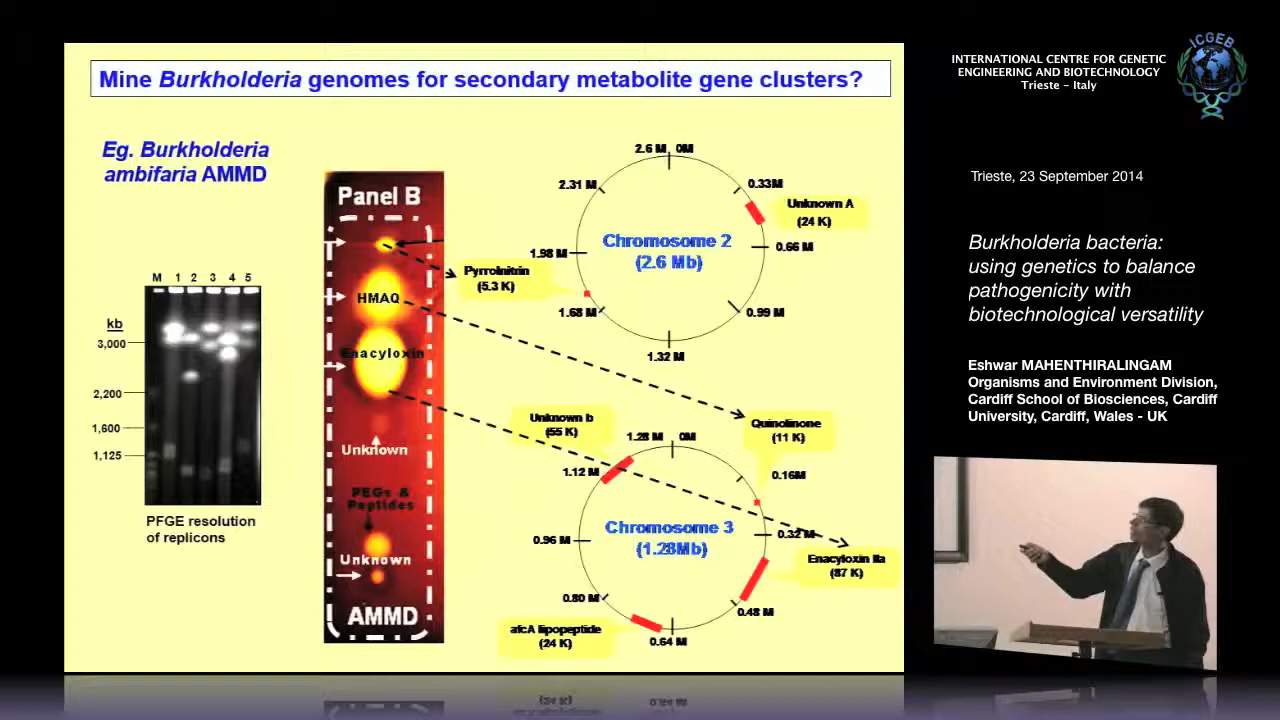 Mine Burkholderia genomes for secondary metabolite gene clusters?
Eg. Burkholderia
ambifaria AMMD
M 1 2 3 4 5
kb
3,000
2,200
1,600
1,125
PFGE resolution
of replicons
Panel B
HMAQ
Enacyloxin
Unknown
PEGs &
Peptides
Unknown
AMMD
Pyrrolnitrin
(5.3 K)
2.6 M
0M
0.33M
0.66 M
0.99 M
1.32 M
1.68 M
1.98 M
2.31 M
Chromosome 2
(2.6 Mb)
Unknown A
(24 K)
Unknown b
(55 K)
Quinolinone
(11 K)
1.28 M
0M
0.16M
0.32 M
0.48 M
0.64 M
0.80 M
0.96 M
1.12 M
Chromosome 3
(1.28Mb)
Enacyloxin IIa
(87 K)
afcA lipopeptide
(24 K)
INTERNATIONAL CENTRE FOR GENETIC
ENGINEERING AND BIOTECHNOLOGY
Trieste - Italy
ICGEB
Trieste, 23 September 2014
Burkholderia bacteria:
using genetics to balance
pathogenicity with
biotechnological versatility
Eshwar MAHENTHIRALINGAM
Organisms and Environment Division,
Cardiff School of Biosciences, Cardiff
University, Cardiff, Wales - UK